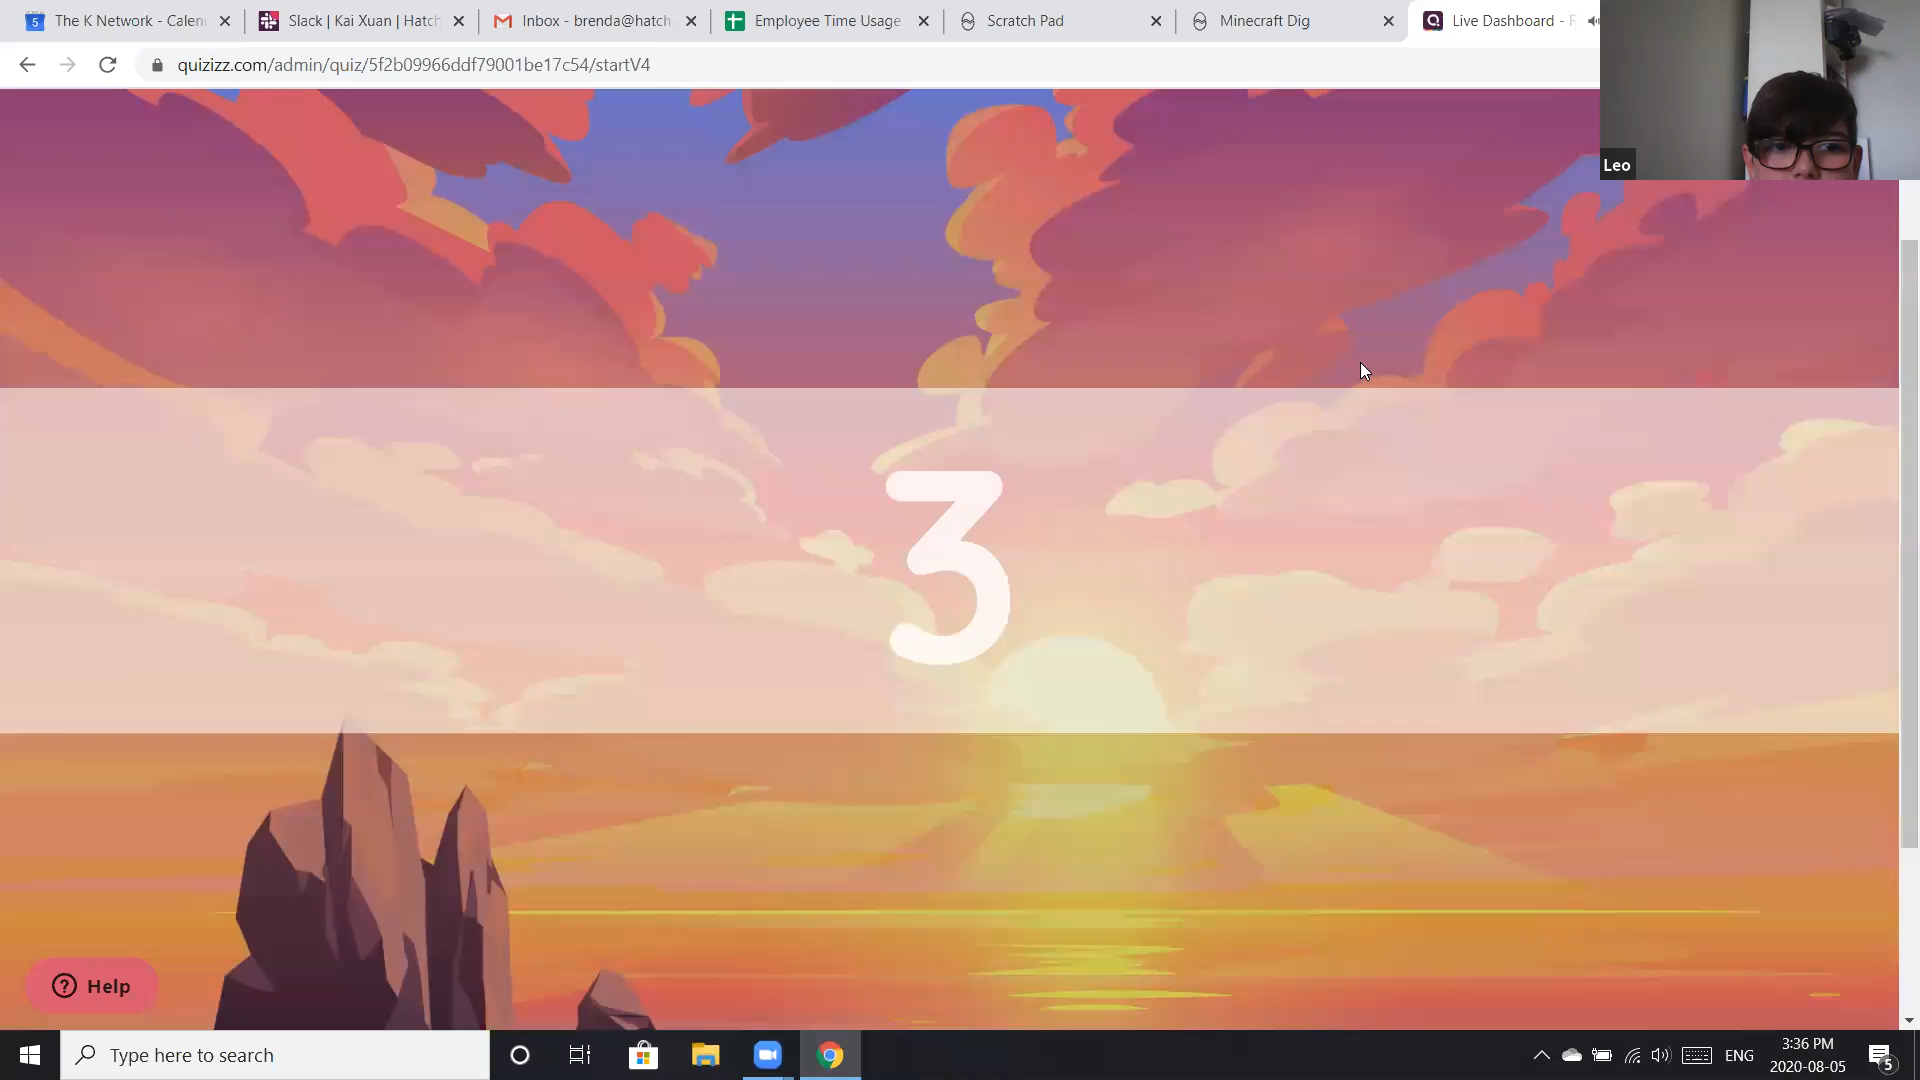 5 The K Network - Calen
Slack | Kai Xuan | Hatch
Inbox - brenda@hatch
Employee Time Usage
Scratch Pad
Minecraft Dig
Live Dashboard -
quizizz.com/admin/quiz/5f2b09966ddf79001be17c54/startV4
Leo
3
Help
Type here to search
ENG
3:36 PM
2020-08-05
5